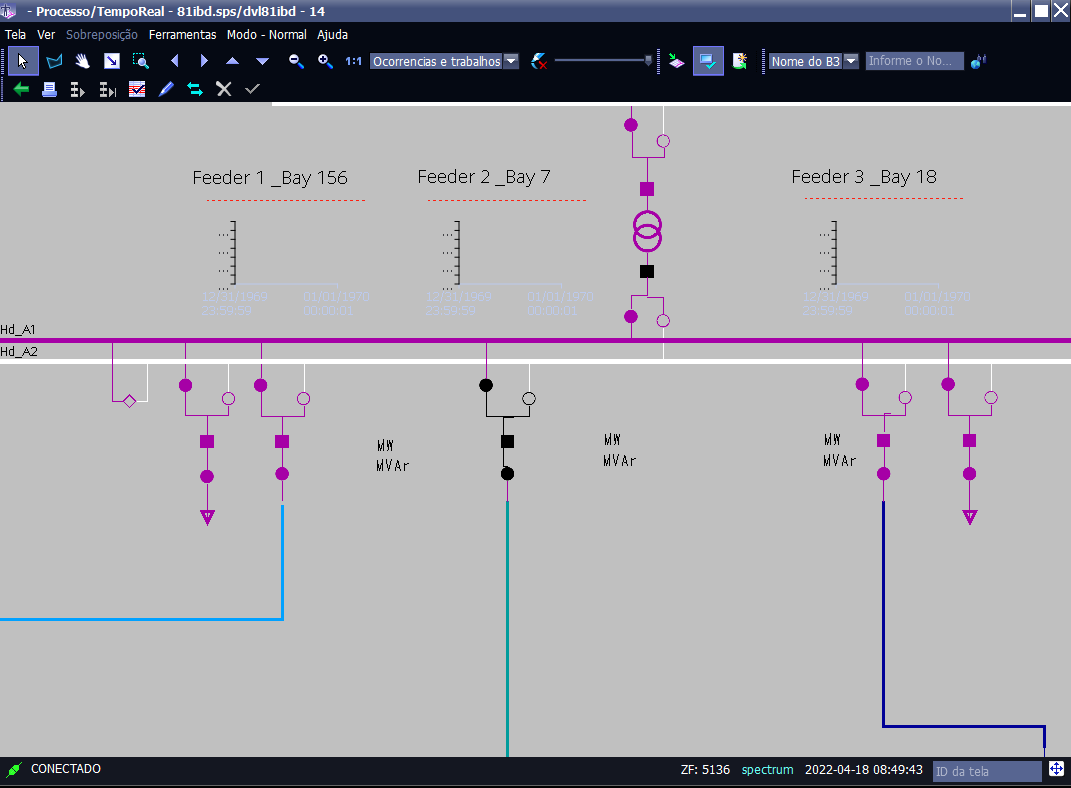 - Processo/TempoReal - 81ibd.sps/dvl81ibd - 14
Tela Ver Sobreposição Ferramentas Modo - Normal Ajuda
1:1 Ocorrencias e trabalhos Nome do B3 Informe o No...
Feeder 1 _Bay 156 Feeder 2 _Bay 7 Feeder 3 _Bay 18
12/31/1969 01/01/1970 12/31/1969 01/01/1970 12/31/1969 01/01/1970
23:59:59 00:00:01 23:59:59 00:00:01 23:59:59 00:00:01
Hd_A1
Hd_A2
MW MW MW
MVAr MVAr MVAr
CONECTADO ZF: 5136 spectrum 2022-04-18 08:49:43 ID da tela